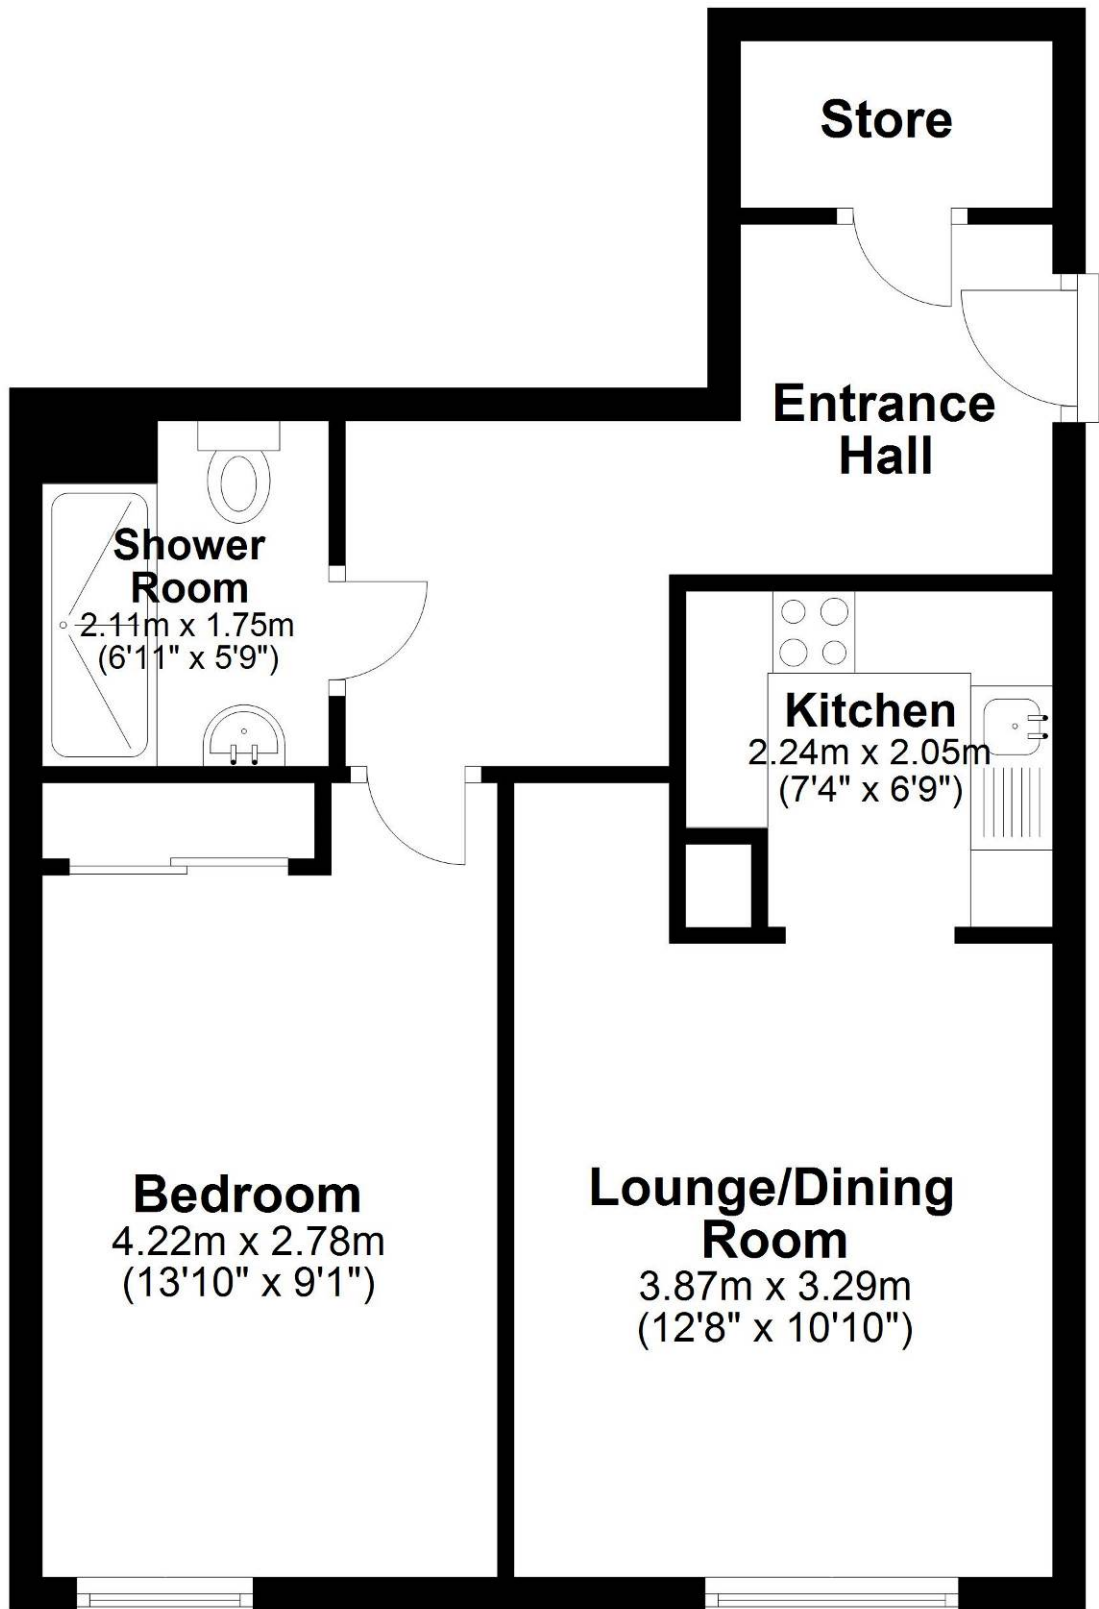 Store
Entrance
Hall
Shower
Room
2.11m x 1.75m
(6'11" x 5'9")
Kitchen
2.24m x 2.05m
(7'4" x 6'9")
Bedroom
4.22m x 2.78m
(13'10" x 9'1")
Lounge/Dining
Room
3.87m x 3.29m
(12'8" x 10'10")